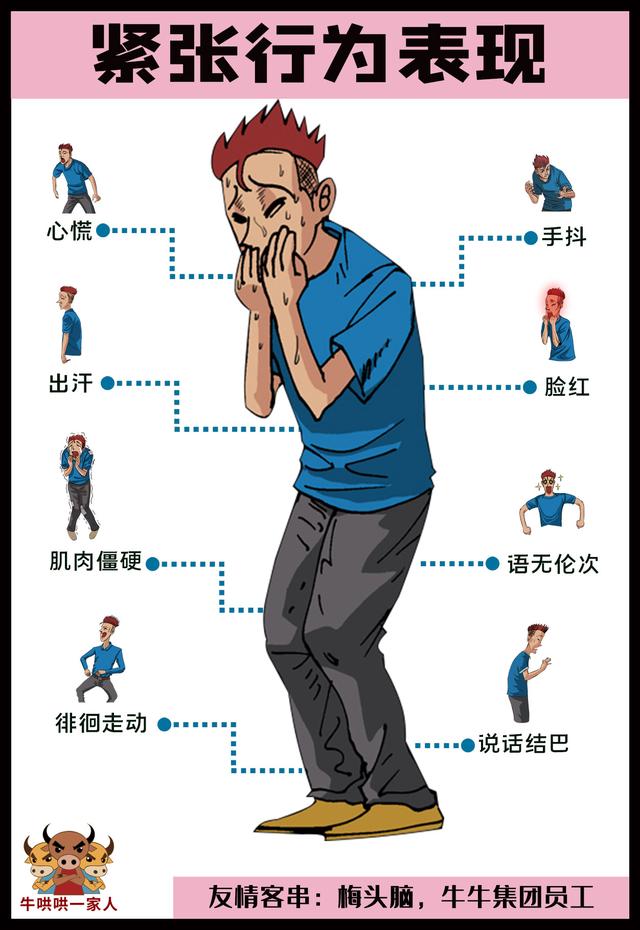 紧张行为表现
心慌
手抖
出汗
脸红
肌肉僵硬
语无伦次
徘徊走动
说话结巴
牛哄哄一家人
友情客串：梅头脑，牛牛集团员工